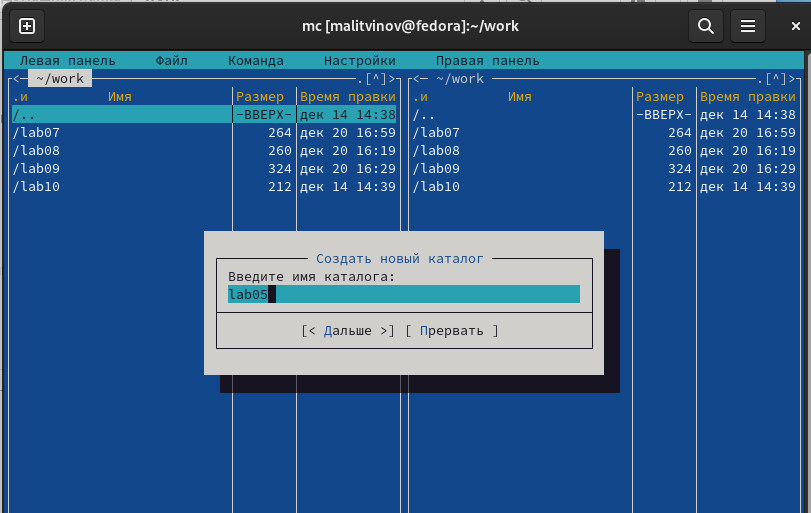 mc [malitvinov@fedora]:~/work
Левая панель Файл Команда Настройки Правая панель
<- ~/work .[^]> <- ~/work .[^]>
.и Имя Размер Время правки .и Имя Размер Время правки
/.. -ВВЕРХ- дек 14 14:38 /.. -ВВЕРХ- дек 14 14:38
/lab07 264 дек 20 16:59 /lab07 264 дек 20 16:59
/lab08 260 дек 20 16:19 /lab08 260 дек 20 16:19
/lab09 324 дек 20 16:29 /lab09 324 дек 20 16:29
/lab10 212 дек 14 14:39 /lab10 212 дек 14 14:39
Создать новый каталог
Введите имя каталога:
lab05
[< Дальше >] [ Прервать ]